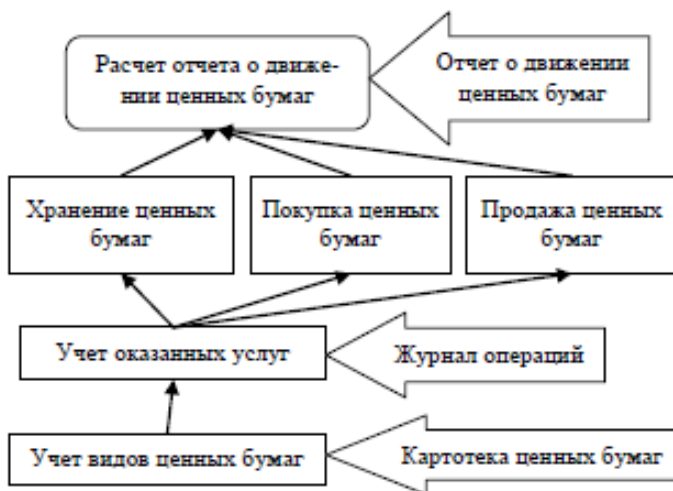 Расчет отчета о движе-
нии ценных бумаг
Отчет о движении
ценных бумаг
Хранение ценных
бумаг
Покупка ценных
бумаг
Продажа ценных
бумаг
Учет оказанных услуг
Журнал операций
Учет видов ценных бумаг
Картотека ценных бумаг